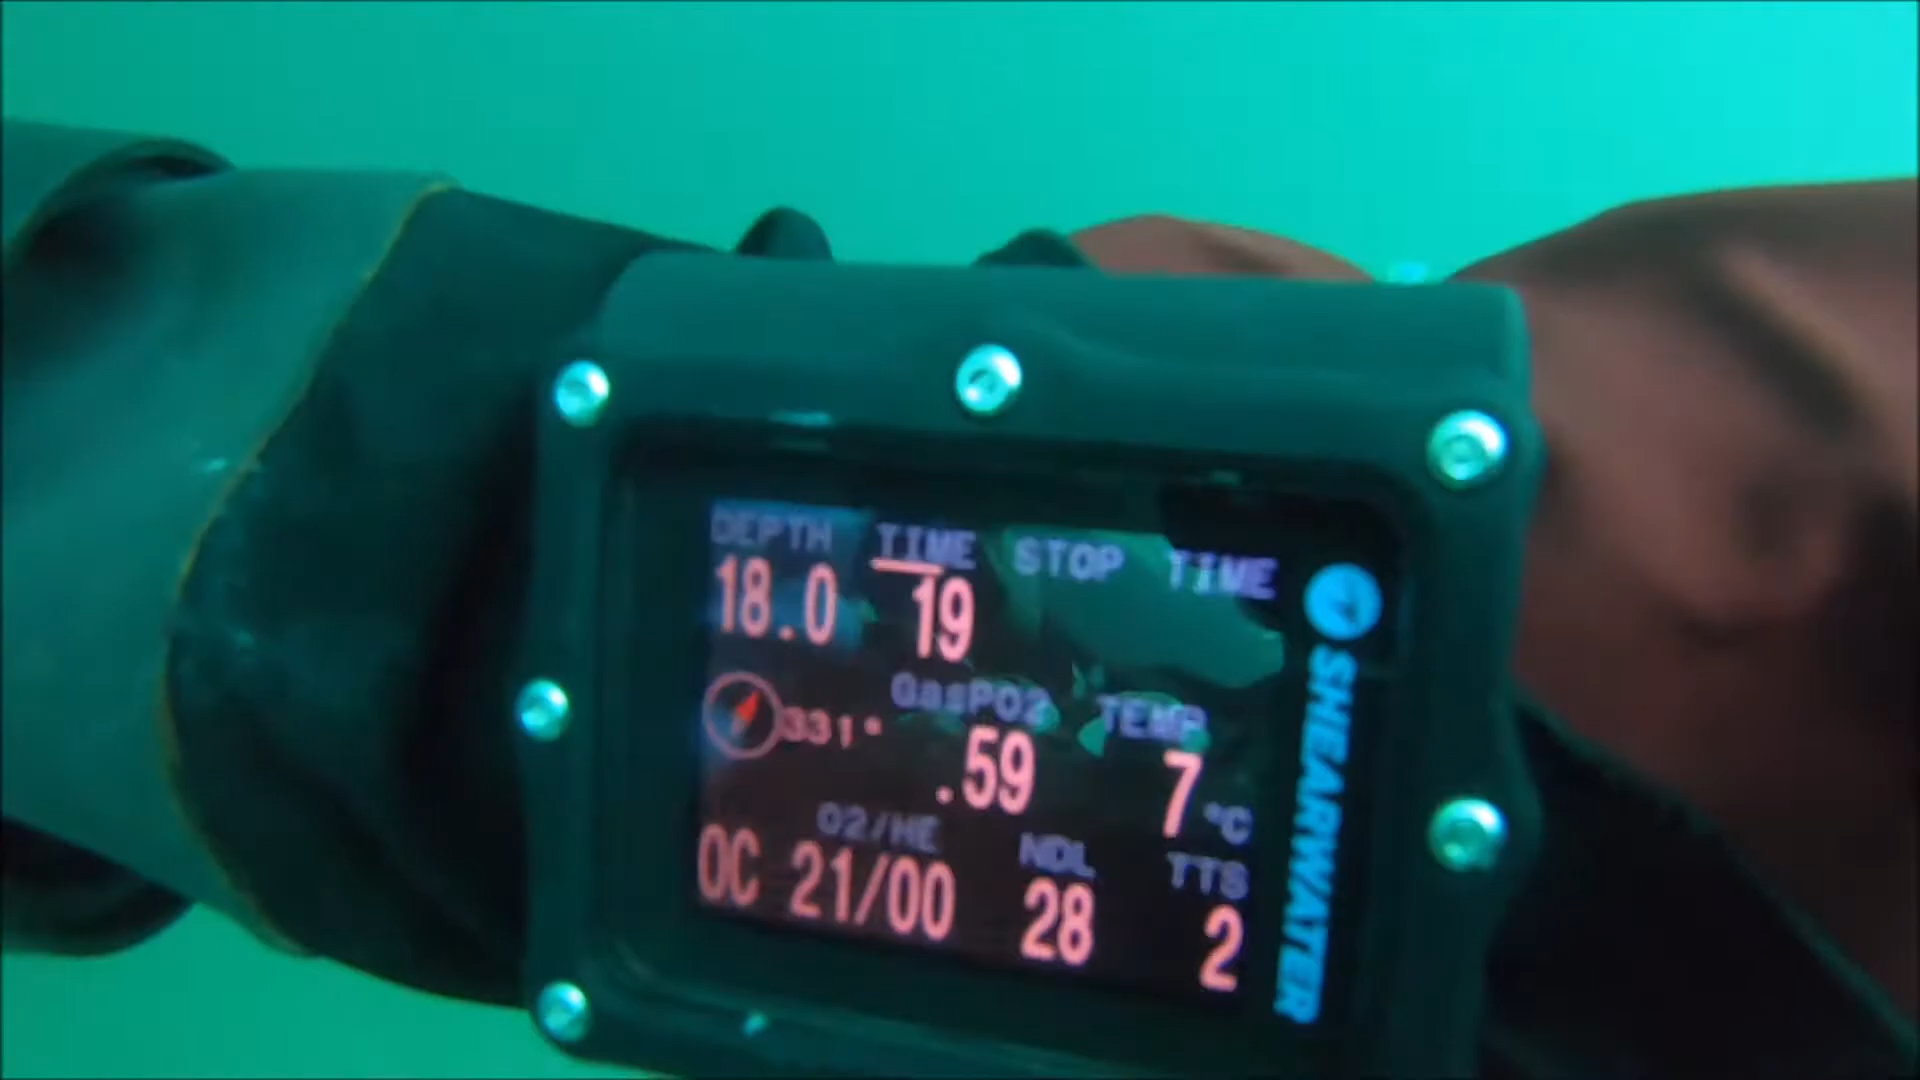 DEPTH TIME STOP TIME
18.0 19
GasPO2 TEMP
331° .59 7 °C
O2/HE NDL TTS
OC 21/00 28 2
SHEARWATER